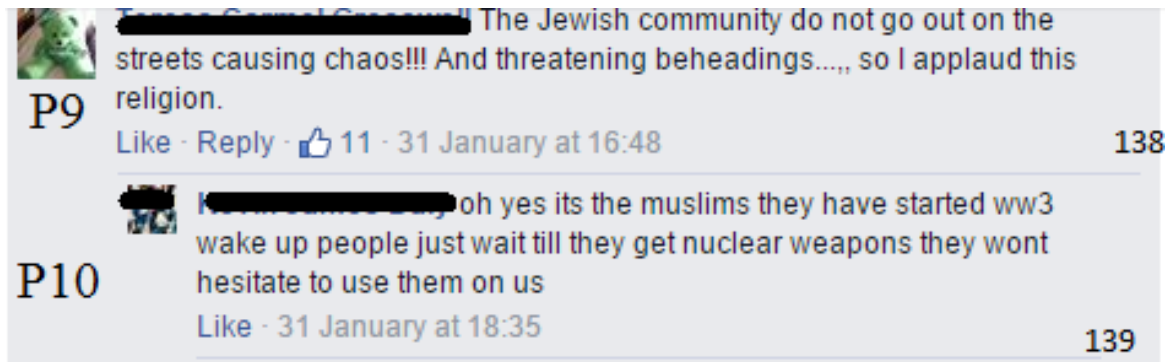 The Jewish community do not go out on the
streets causing chaos!!! And threatening beheadings...,, so I applaud this
religion.
P9
Like · Reply · 11 · 31 January at 16:48
138
oh yes its the muslims they have started ww3
wake up people just wait till they get nuclear weapons they wont
hesitate to use them on us
P10
Like · 31 January at 18:35
139